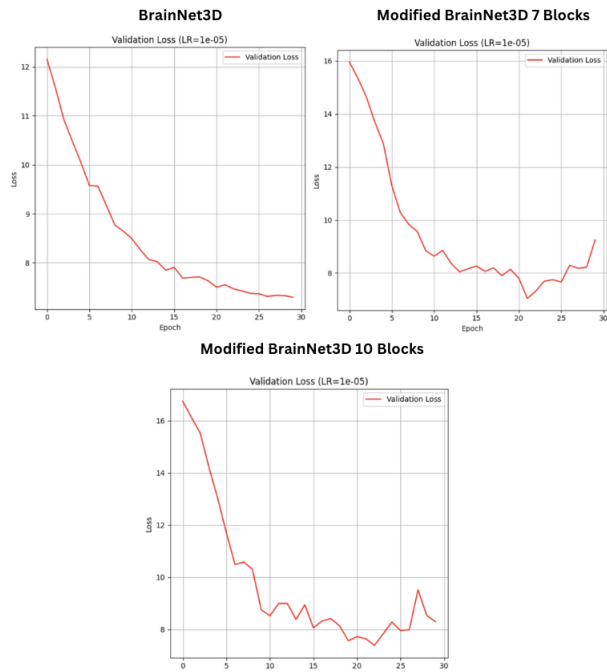 BrainNet3D
Validation Loss (LR=1e-05)
Validation Loss
12
11
10
9
8
Loss
0 5 10 15 20 25 30
Epoch
Modified BrainNet3D 7 Blocks
Validation Loss (LR=1e-05)
Validation Loss
16
14
12
10
8
Loss
0 5 10 15 20 25 30
Epoch
Modified BrainNet3D 10 Blocks
Validation Loss (LR=1e-05)
Validation Loss
16
14
12
10
8
Loss
0 5 10 15 20 25 30